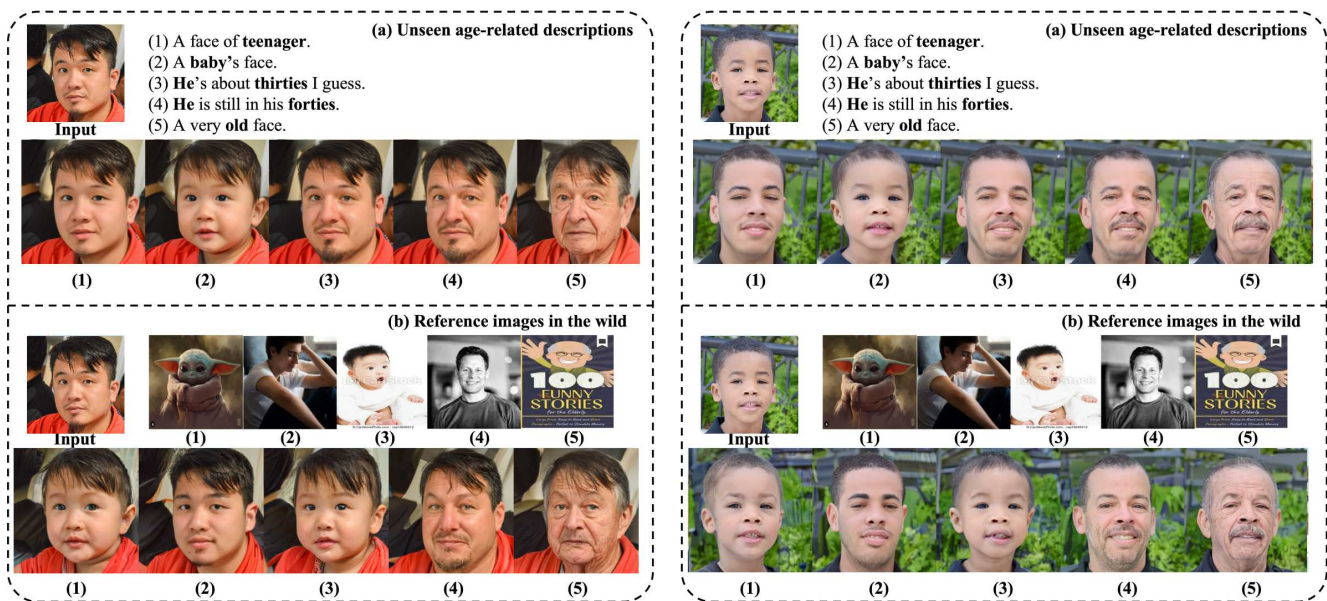 (a) Unseen age-related descriptions
(1) A face of teenager.
(2) A baby's face.
(3) He's about thirties I guess.
(4) He is still in his forties.
(5) A very old face.
Input
(1) (2) (3) (4) (5)
(b) Reference images in the wild
100
FUNNY
STORIES
for the Elderly
Input (1) (2) (3) (4) (5)
(1) (2) (3) (4) (5)
(a) Unseen age-related descriptions
(1) A face of teenager.
(2) A baby's face.
(3) He's about thirties I guess.
(4) He is still in his forties.
(5) A very old face.
Input
(1) (2) (3) (4) (5)
(b) Reference images in the wild
100
FUNNY
STORIES
for the Elderly
Input (1) (2) (3) (4) (5)
(1) (2) (3) (4) (5)